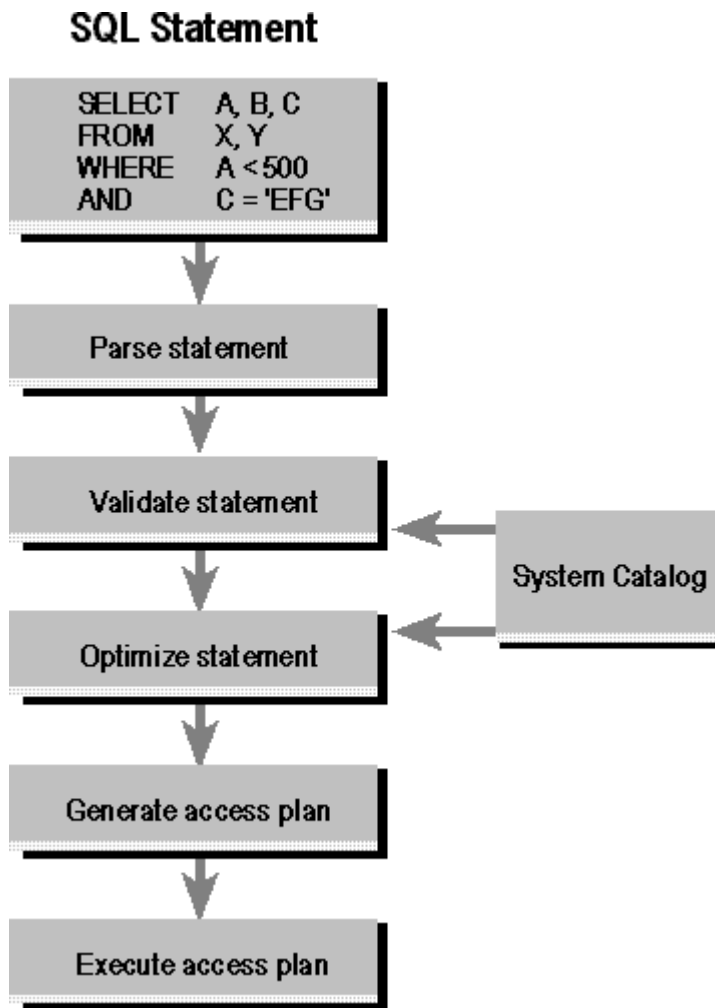 SQL Statement
SELECT A, B, C
FROM X, Y
WHERE A < 500
AND C = 'EFG'
Parse statement
Validate statement
System Catalog
Optimize statement
Generate access plan
Execute access plan